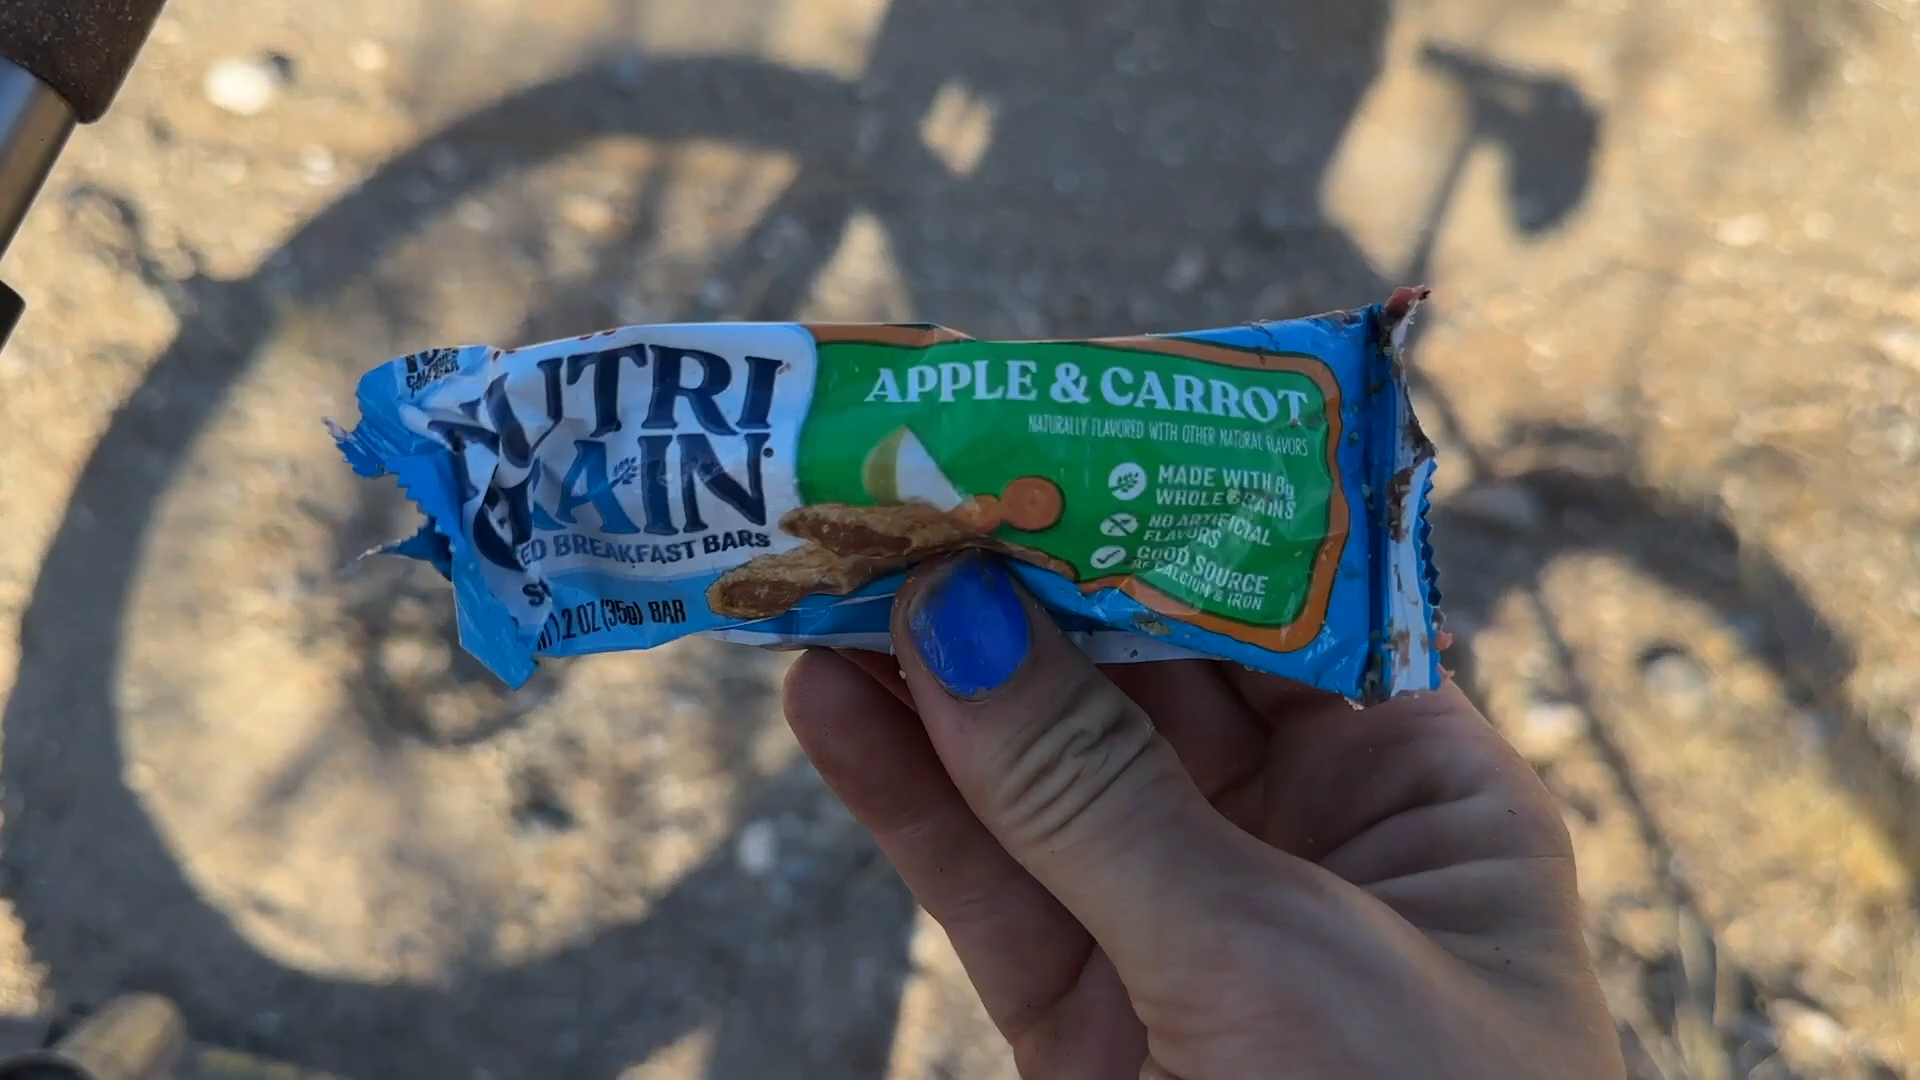 NUTRI
GRAIN
ED BREAKFAST BARS
1.2 OZ (35g) BAR
APPLE & CARROT
NATURALLY FLAVORED WITH OTHER NATURAL FLAVORS
MADE WITH 8g
WHOLE GRAINS
NO ARTIFICIAL
FLAVORS
GOOD SOURCE
OF CALCIUM & IRON